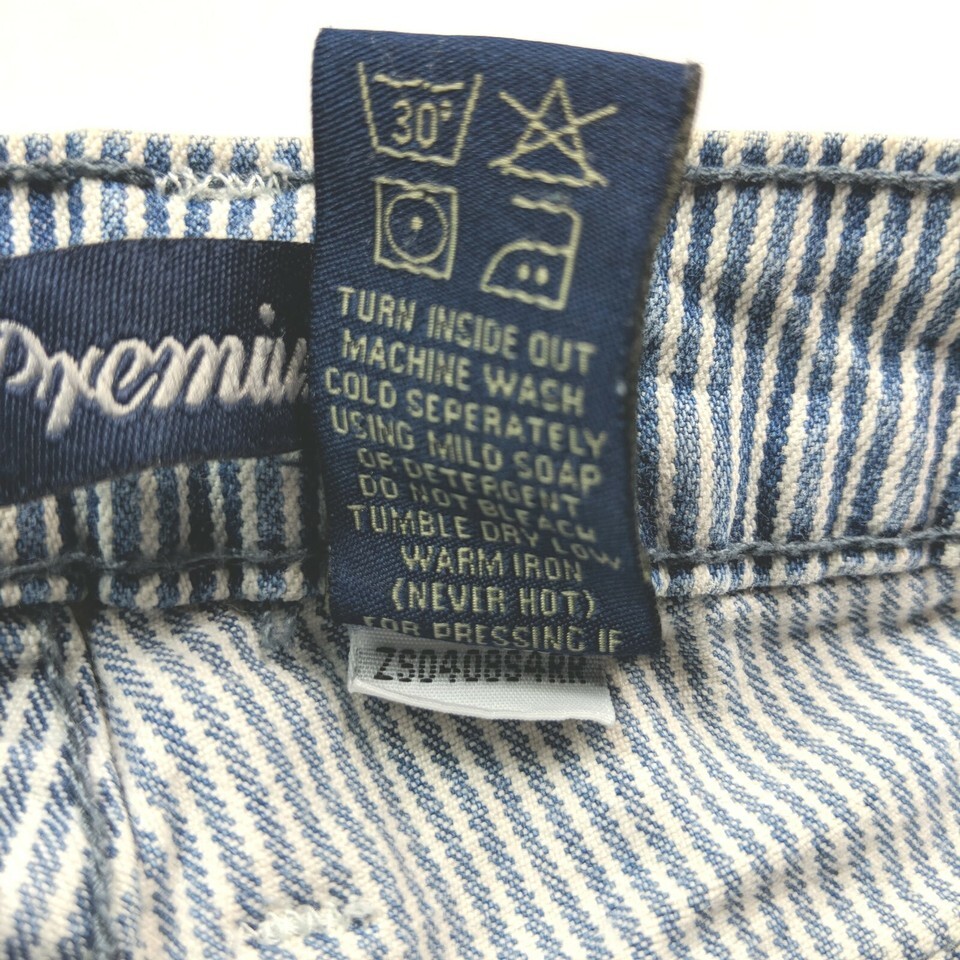 30°
Premiu
TURN INSIDE OUT
MACHINE WASH
COLD SEPERATELY
USING MILD SOAP
OR DETERGENT
DO NOT BLEACH
TUMBLE DRY LOW
WARM IRON
(NEVER HOT)
FOR PRESSING IF